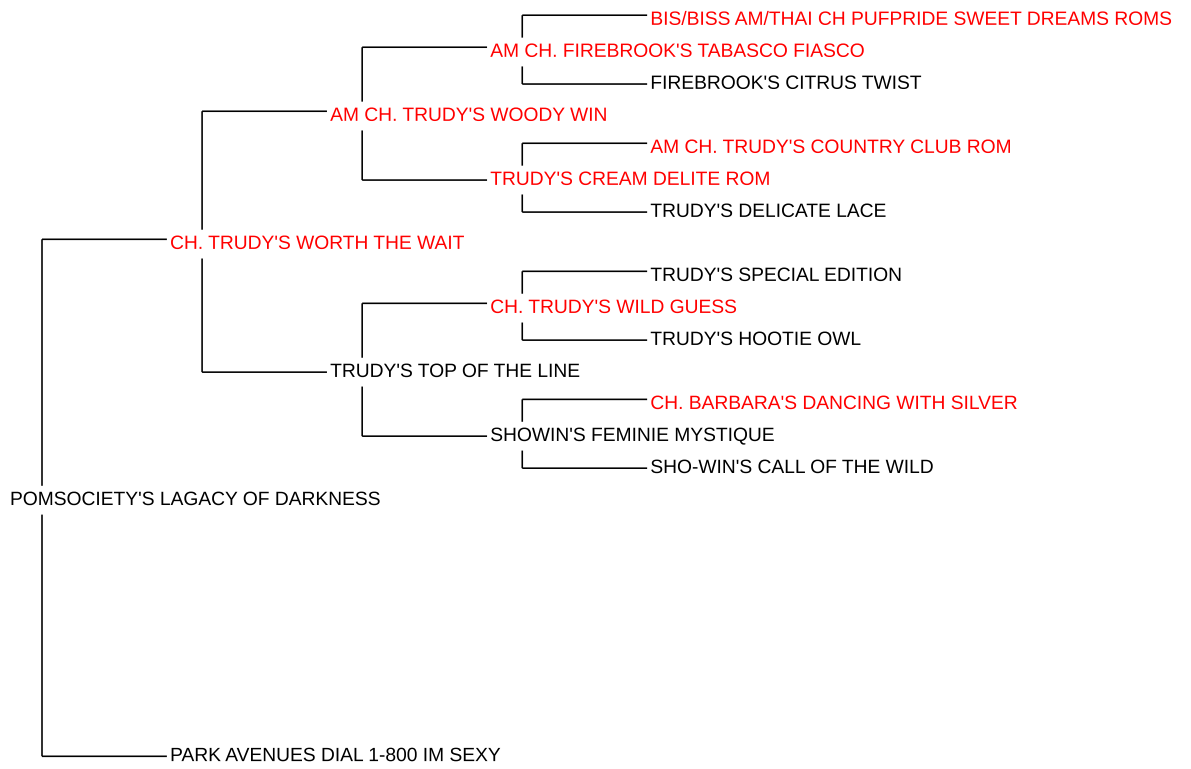 BIS/BISS AM/THAI CH PUFPRIDE SWEET DREAMS ROMS
AM CH. FIREBROOK'S TABASCO FIASCO
FIREBROOK'S CITRUS TWIST
AM CH. TRUDY'S WOODY WIN
AM CH. TRUDY'S COUNTRY CLUB ROM
TRUDY'S CREAM DELITE ROM
TRUDY'S DELICATE LACE
CH. TRUDY'S WORTH THE WAIT
TRUDY'S SPECIAL EDITION
CH. TRUDY'S WILD GUESS
TRUDY'S HOOTIE OWL
TRUDY'S TOP OF THE LINE
CH. BARBARA'S DANCING WITH SILVER
SHOWIN'S FEMINIE MYSTIQUE
SHO-WIN'S CALL OF THE WILD
POMSOCIETY'S LAGACY OF DARKNESS
PARK AVENUES DIAL 1-800 IM SEXY